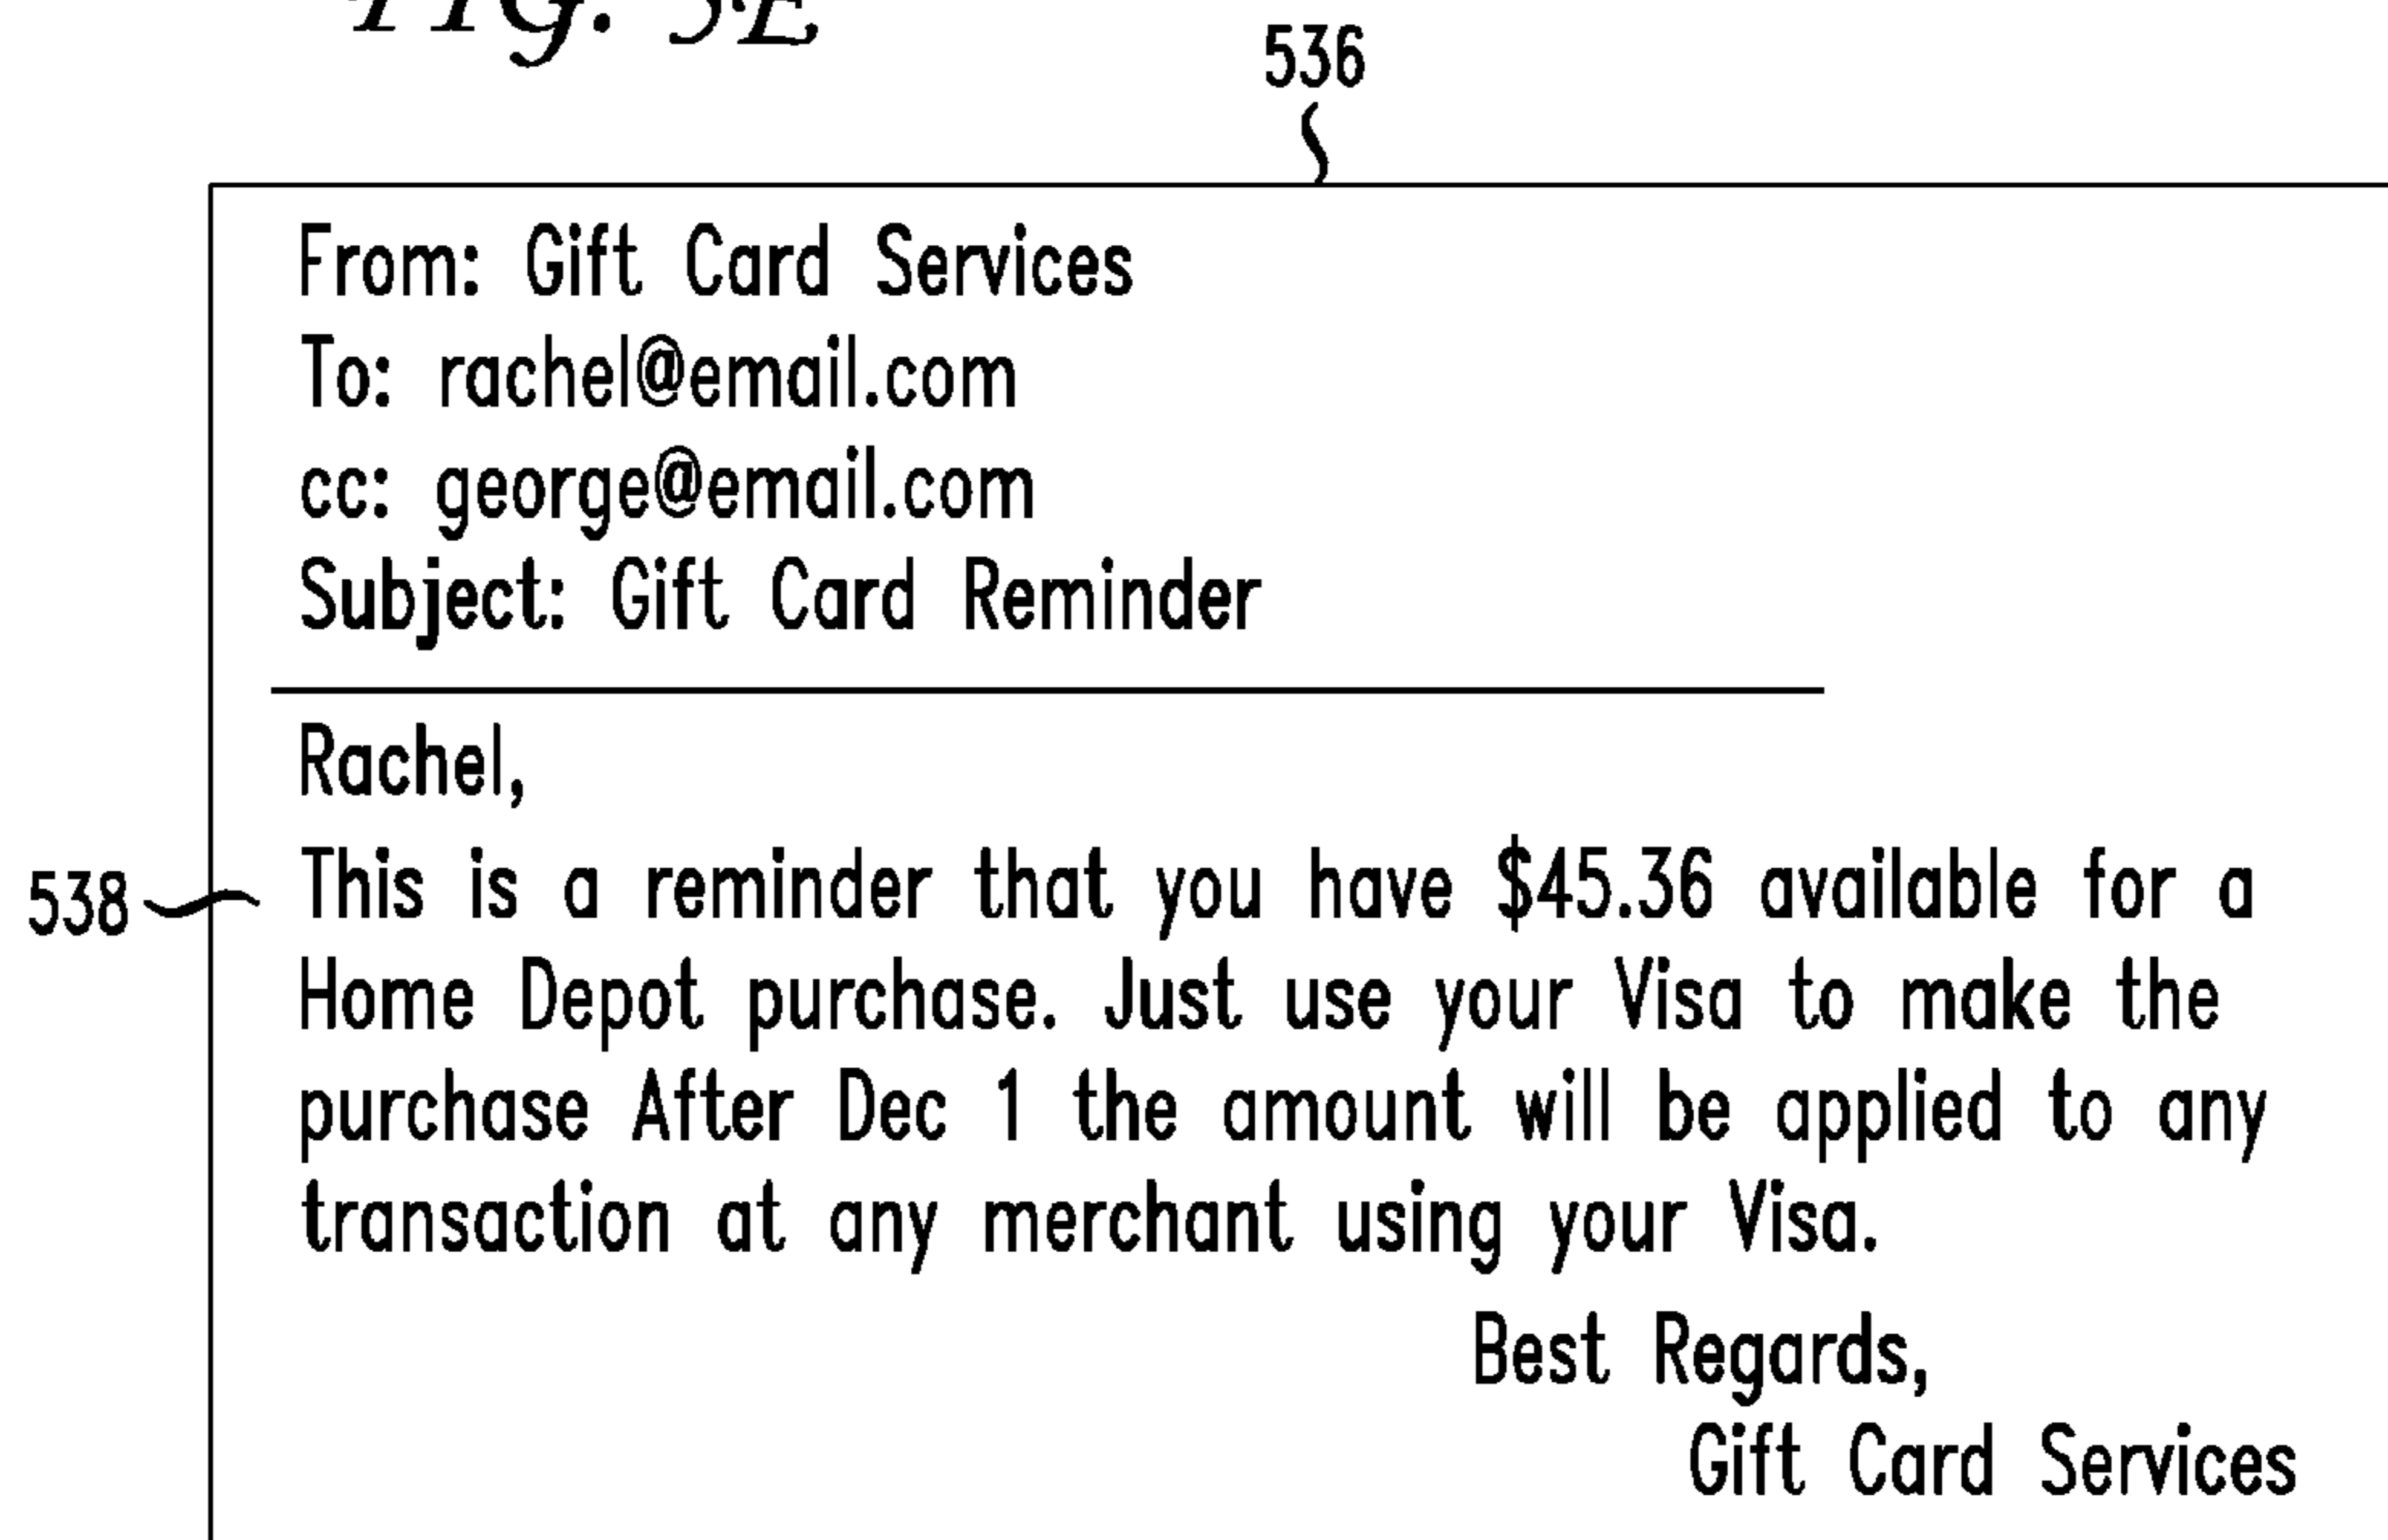 FIG. 5E
536
From: Gift Card Services
To: rachel@email.com
cc: george@email.com
Subject: Gift Card Reminder
Rachel,
538
This is a reminder that you have $45.36 available for a
Home Depot purchase. Just use your Visa to make the
purchase After Dec 1 the amount will be applied to any
transaction at any merchant using your Visa.
Best Regards,
Gift Card Services